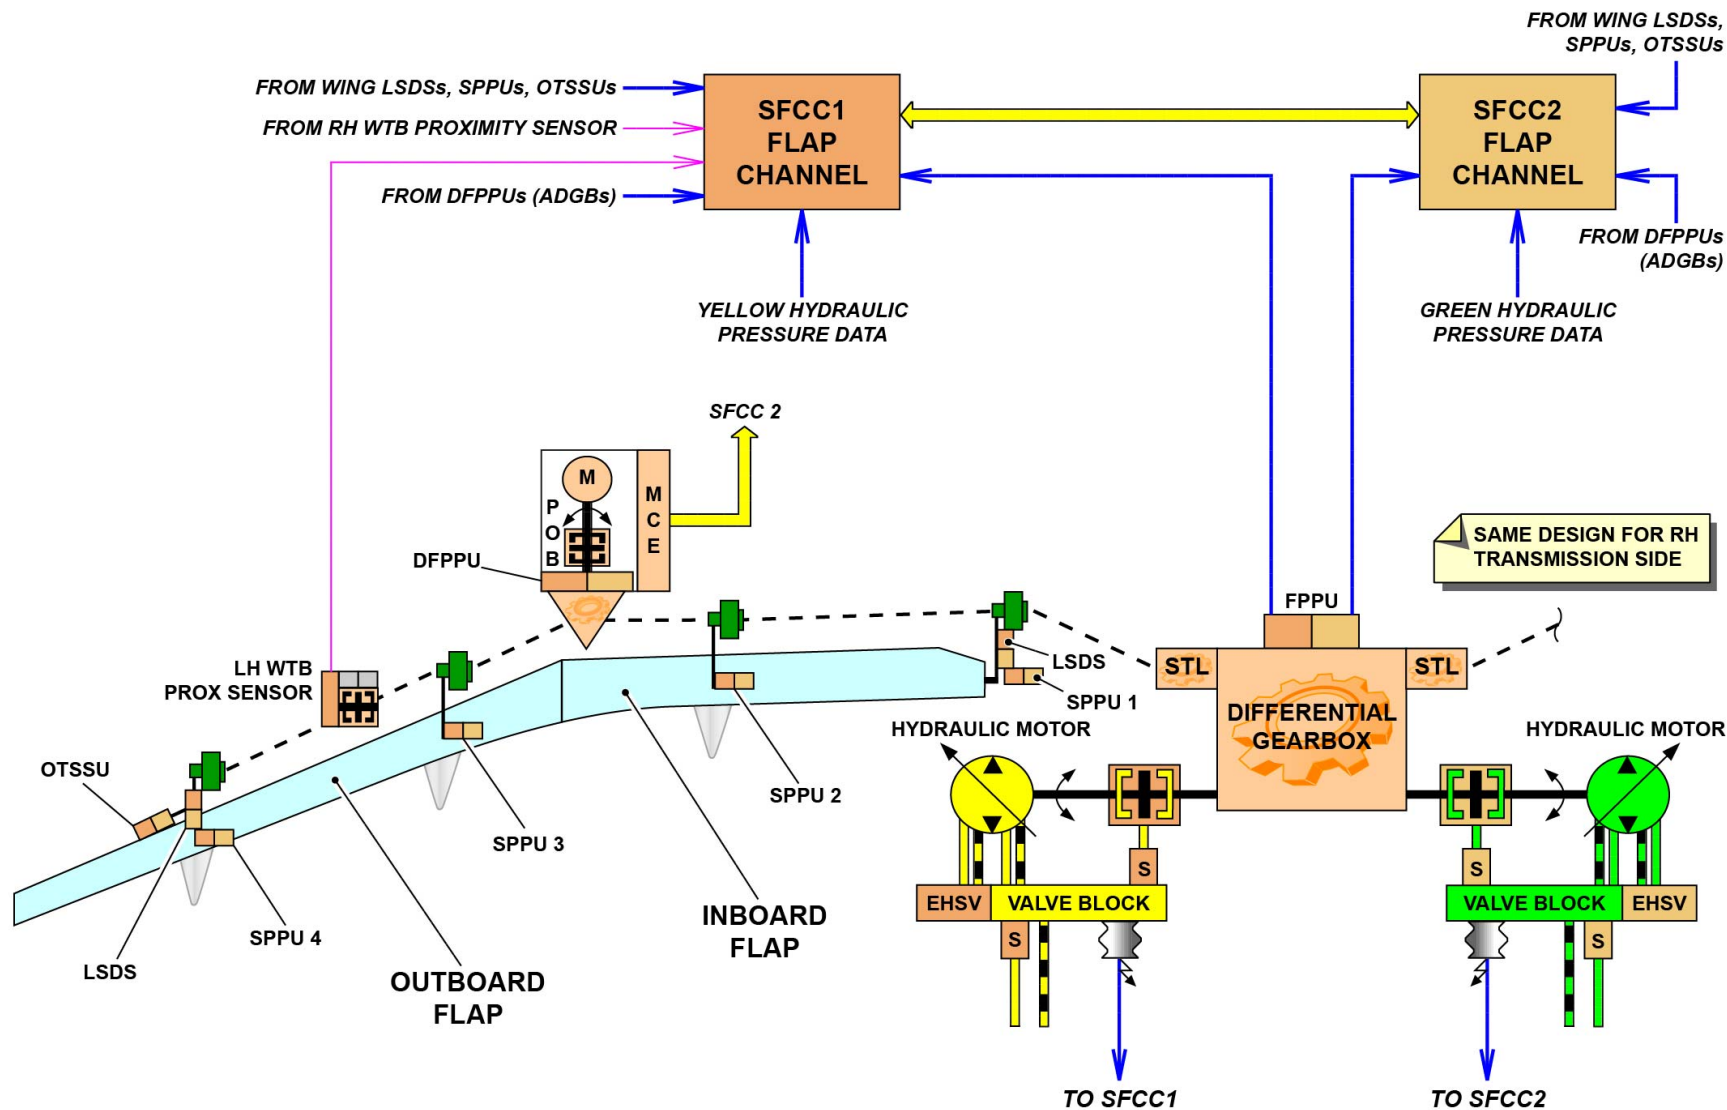 FROM WING LSDSs,
SPPUs, OTSSUs
FROM WING LSDSs, SPPUs, OTSSUs
FROM RH WTB PROXIMITY SENSOR
FROM DFPPUs (ADGBs)
SFCC1
FLAP
CHANNEL
SFCC2
FLAP
CHANNEL
FROM DFPPUs
(ADGBs)
YELLOW HYDRAULIC
PRESSURE DATA
GREEN HYDRAULIC
PRESSURE DATA
SFCC 2
M
P
O
B
M
C
E
DFPPU
SAME DESIGN FOR RH
TRANSMISSION SIDE
FPPU
LH WTB
PROX SENSOR
LSDS
SPPU 1
STL
STL
DIFFERENTIAL
GEARBOX
HYDRAULIC MOTOR
HYDRAULIC MOTOR
OTSSU
SPPU 2
SPPU 3
SPPU 4
LSDS
INBOARD
FLAP
OUTBOARD
FLAP
S
S
EHSV
VALVE BLOCK
VALVE BLOCK
EHSV
S
S
TO SFCC1
TO SFCC2